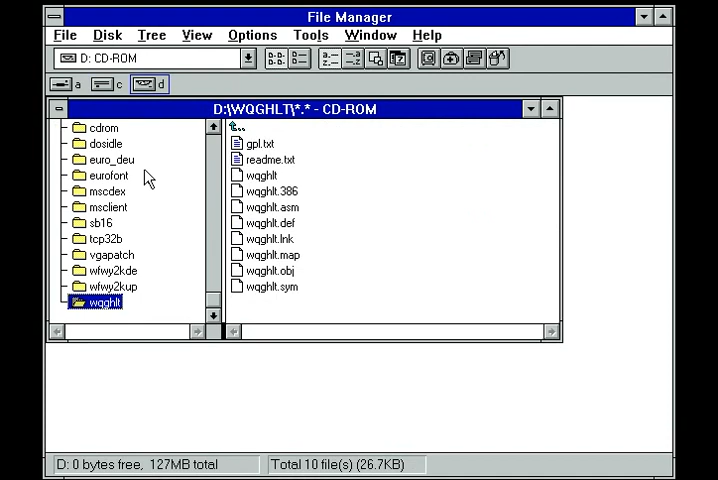 File Manager
File Disk Tree View Options Tools Window Help
D: CD-ROM
a c d
D:\WQGHLT\*.* - CD-ROM
cdrom
dosidle
euro_deu
eurofont
mscdex
msclient
sb16
tcp32b
vgapatch
wfwy2kde
wfwy2kup
wqghlt
..
gpl.txt
readme.txt
wqghlt
wqghlt.386
wqghlt.asm
wqghlt.def
wqghlt.lnk
wqghlt.map
wqghlt.obj
wqghlt.sym
D: 0 bytes free, 127MB total
Total 10 file(s) (26.7KB)